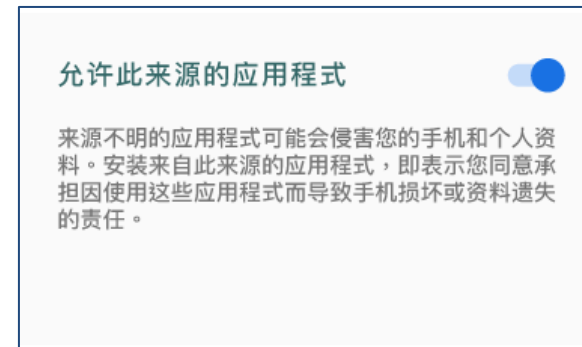 允许此来源的应用程式
来源不明的应用程式可能会侵害您的手机和个人资
料。安装来自此来源的应用程式，即表示您同意承
担因使用这些应用程式而导致手机损坏或资料遗失
的责任。